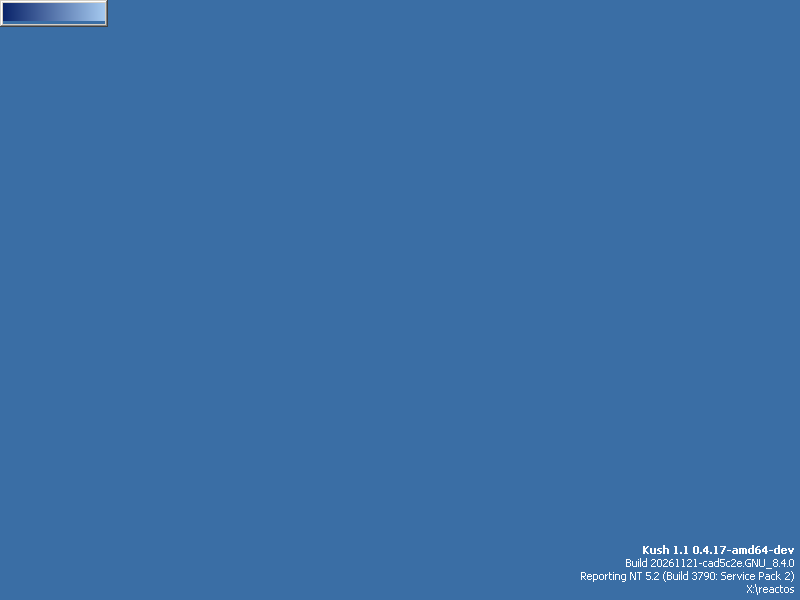 Kush 1.1 0.4.17-amd64-dev
Build 20261121-cad5c2e.GNU_8.4.0
Reporting NT 5.2 (Build 3790: Service Pack 2)
X:\reactos